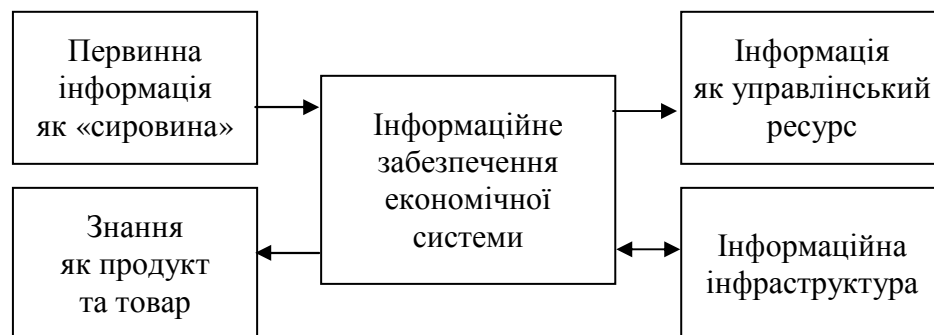 Первинна
інформація
як «сировина»
Інформаційне
забезпечення
економічної
системи
Інформація
як управлінський
ресурс
Знання
як продукт
та товар
Інформаційна
інфраструктура